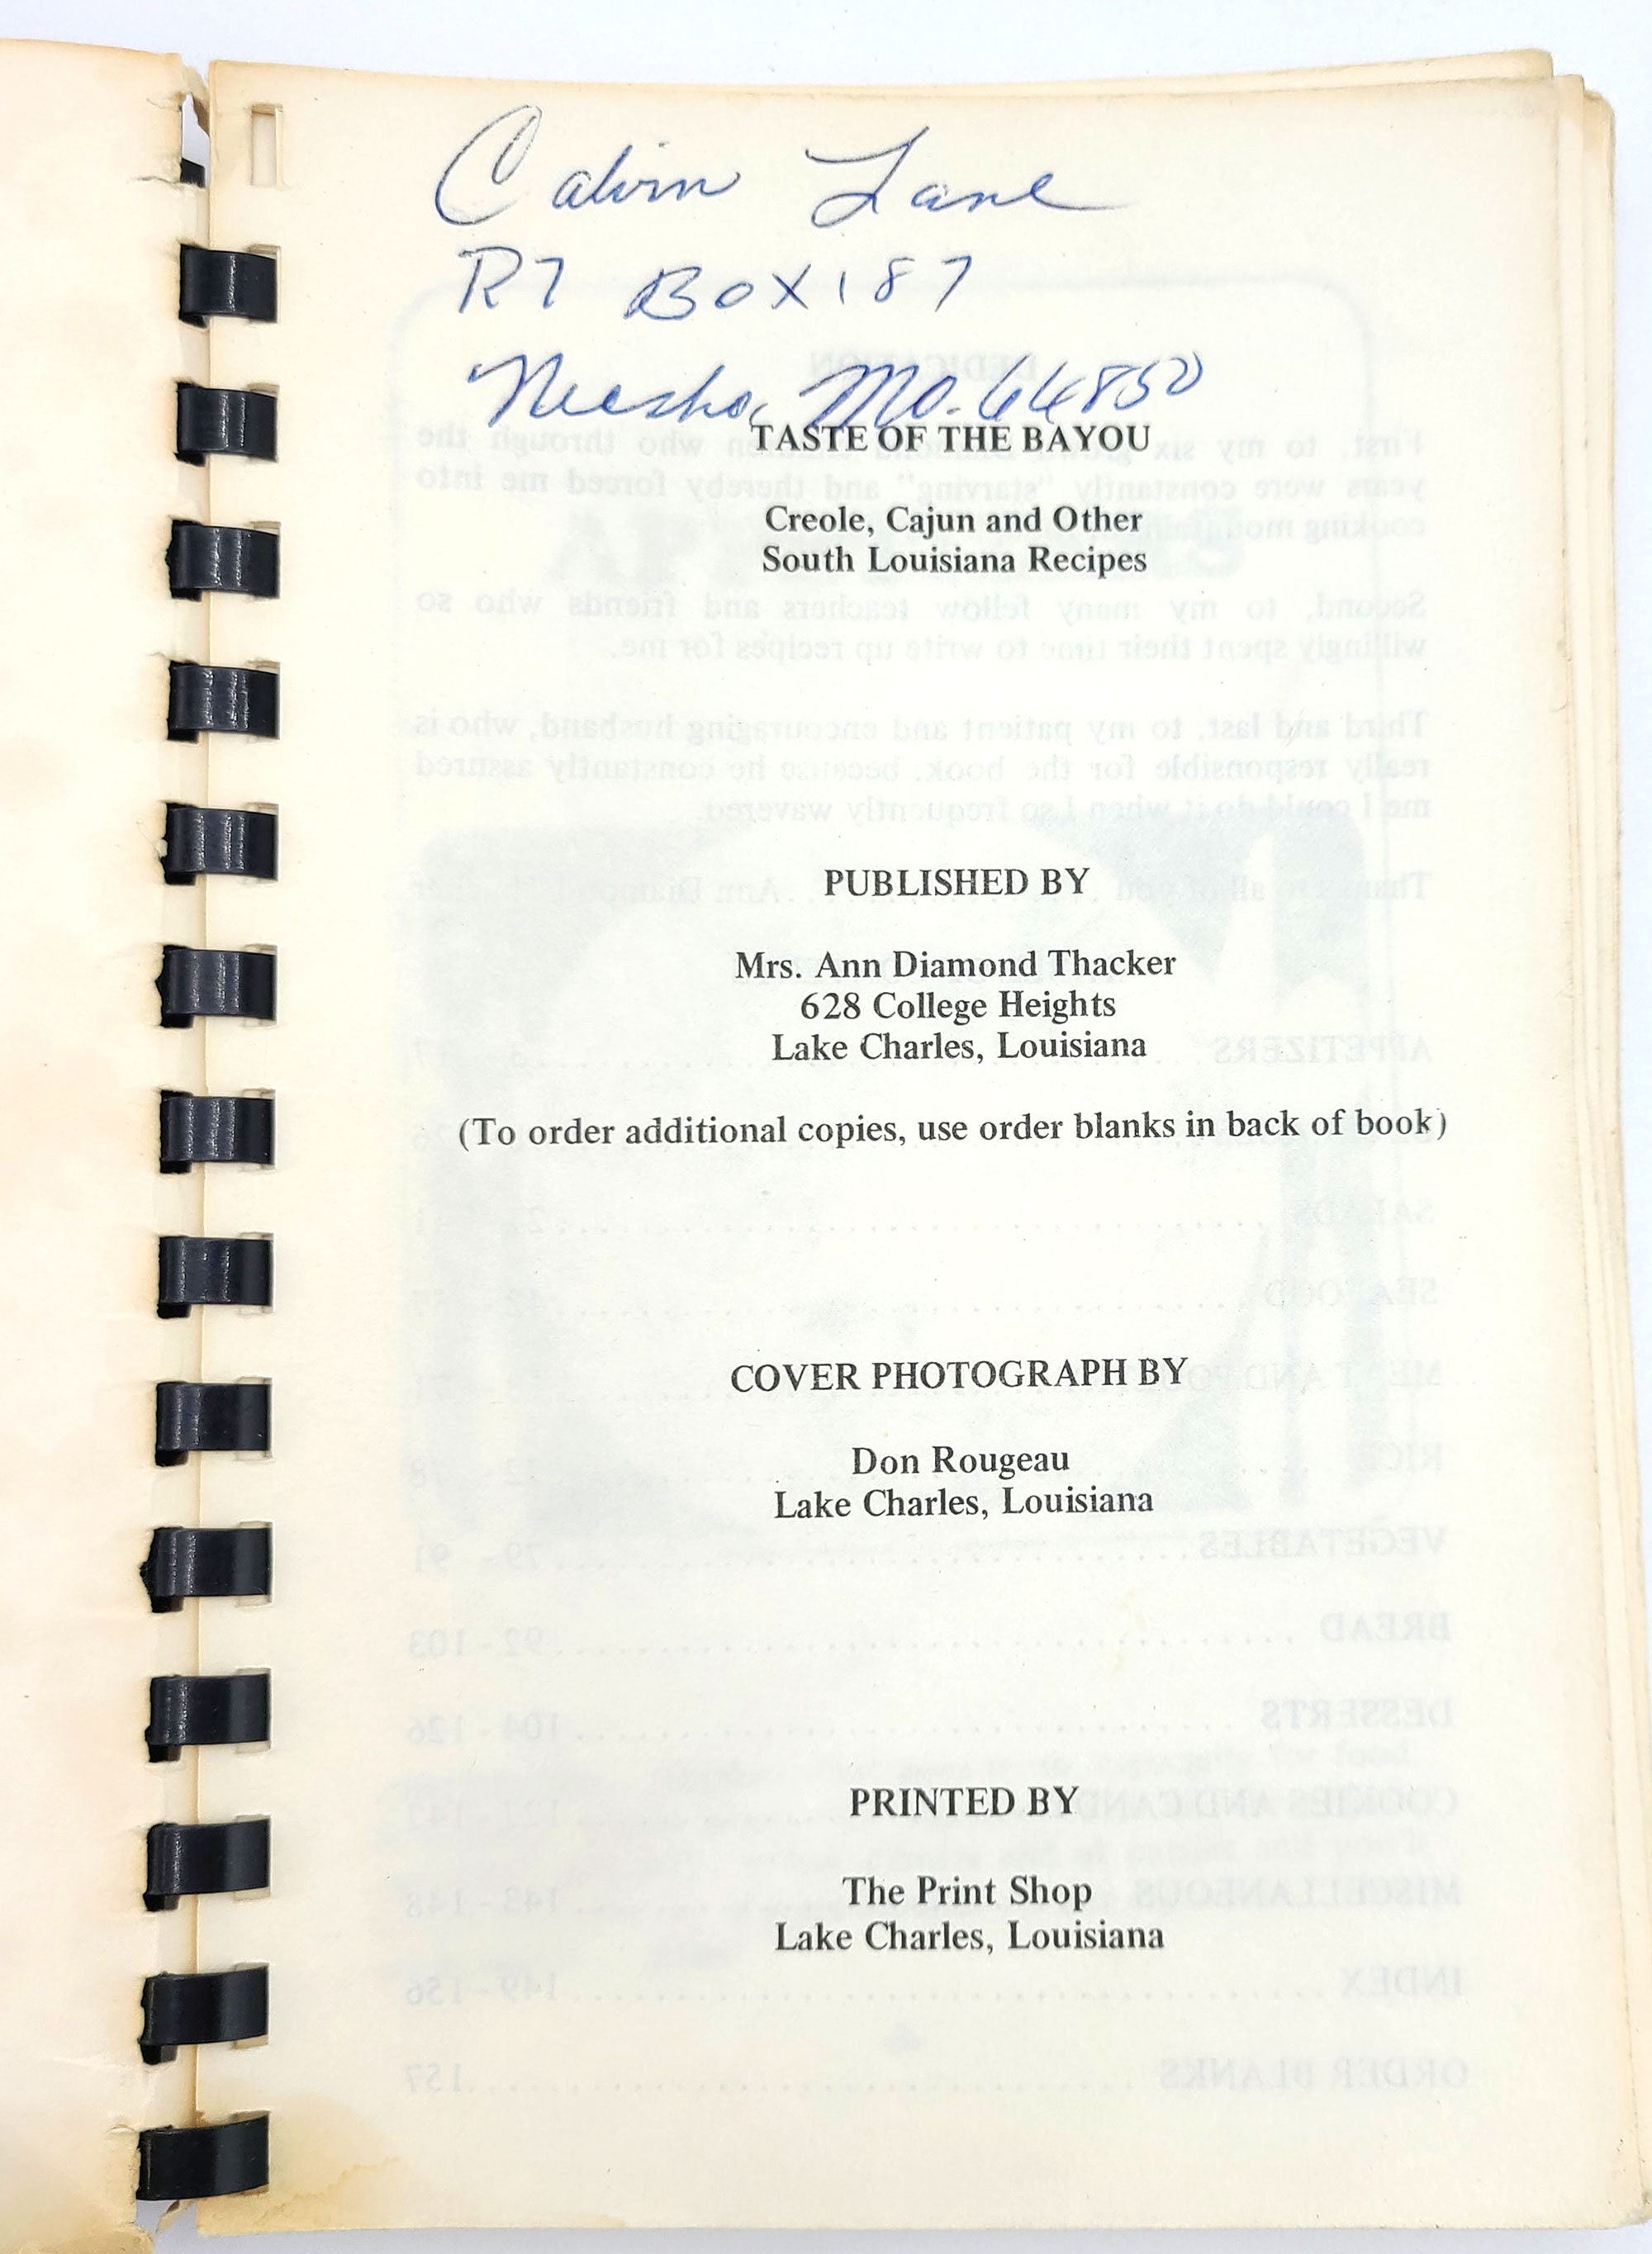 Calvin Lane
R7 Box 187
Neosho, Mo. 64850
TASTE OF THE BAYOU
Creole, Cajun and Other
South Louisiana Recipes
PUBLISHED BY
Mrs. Ann Diamond Thacker
628 College Heights
Lake Charles, Louisiana
(To order additional copies, use order blanks in back of book)
COVER PHOTOGRAPH BY
Don Rougeau
Lake Charles, Louisiana
PRINTED BY
The Print Shop
Lake Charles, Louisiana